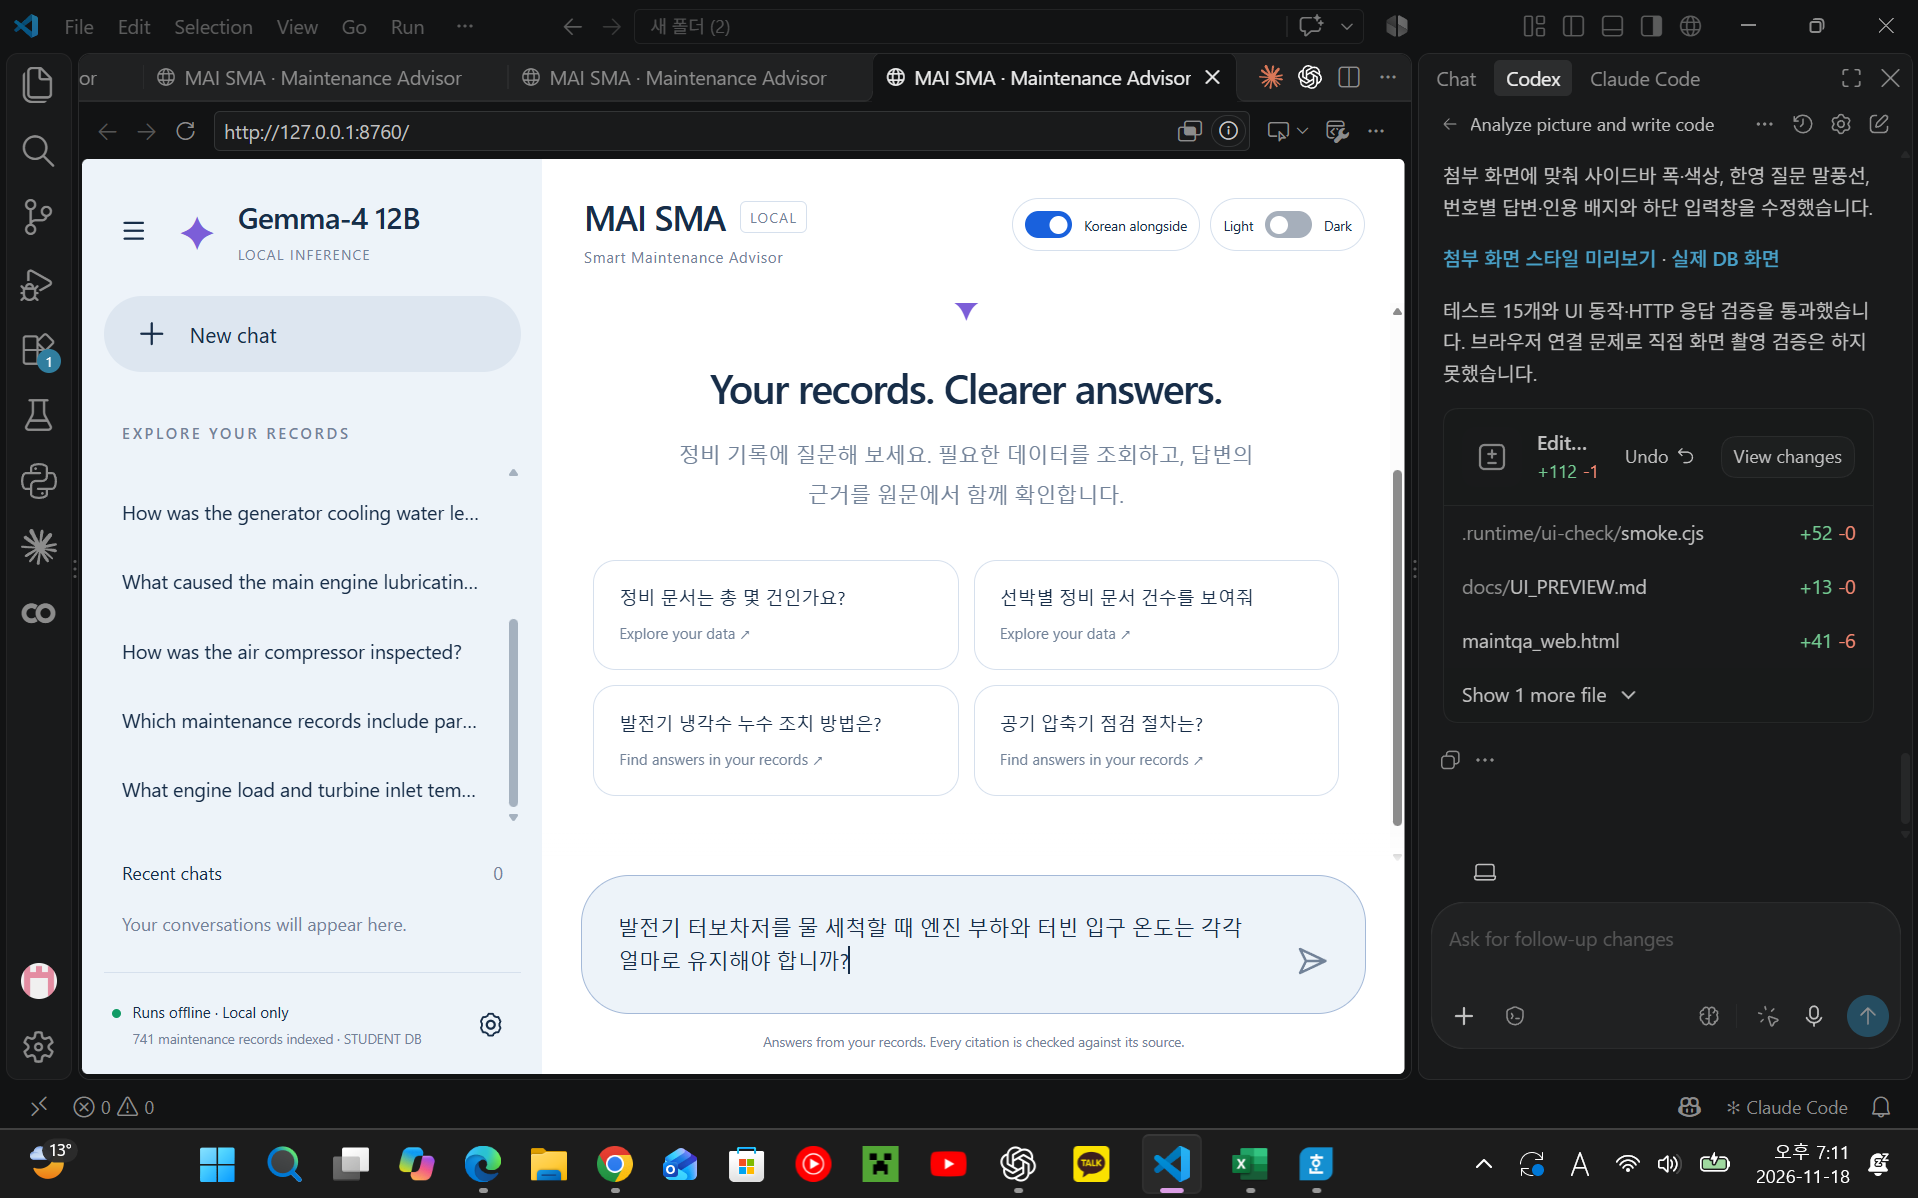 File Edit Selection View Go Run ··· 새 폴더 (2)
or MAI SMA · Maintenance Advisor MAI SMA · Maintenance Advisor MAI SMA · Maintenance Advisor
http://127.0.0.1:8760/
Gemma-4 12B
LOCAL INFERENCE
New chat
EXPLORE YOUR RECORDS
How was the generator cooling water le...
What caused the main engine lubricatin...
How was the air compressor inspected?
Which maintenance records include par...
What engine load and turbine inlet tem...
Recent chats 0
Your conversations will appear here.
Runs offline · Local only
741 maintenance records indexed · STUDENT DB
MAI SMA LOCAL
Smart Maintenance Advisor
Korean alongside Light Dark
Your records. Clearer answers.
정비 기록에 질문해 보세요. 필요한 데이터를 조회하고, 답변의
근거를 원문에서 함께 확인합니다.
정비 문서는 총 몇 건인가요?
Explore your data ↗
선박별 정비 문서 건수를 보여줘
Explore your data ↗
발전기 냉각수 누수 조치 방법은?
Find answers in your records ↗
공기 압축기 점검 절차는?
Find answers in your records ↗
발전기 터보차저를 물 세척할 때 엔진 부하와 터빈 입구 온도는 각각
얼마로 유지해야 합니까?
Answers from your records. Every citation is checked against its source.
Chat Codex Claude Code
Analyze picture and write code
첨부 화면에 맞춰 사이드바 폭·색상, 한영 질문 말풍선,
번호별 답변·인용 배지와 하단 입력창을 수정했습니다.
첨부 화면 스타일 미리보기 · 실제 DB 화면
테스트 15개와 UI 동작·HTTP 응답 검증을 통과했습니
다. 브라우저 연결 문제로 직접 화면 촬영 검증은 하지
못했습니다.
Edit...
+112 -1
Undo
View changes
.runtime/ui-check/smoke.cjs +52 -0
docs/UI_PREVIEW.md +13 -0
maintqa_web.html +41 -6
Show 1 more file
Ask for follow-up changes
1
0 0
Claude Code
13°
TALK
A
오후 7:11
2026-11-18